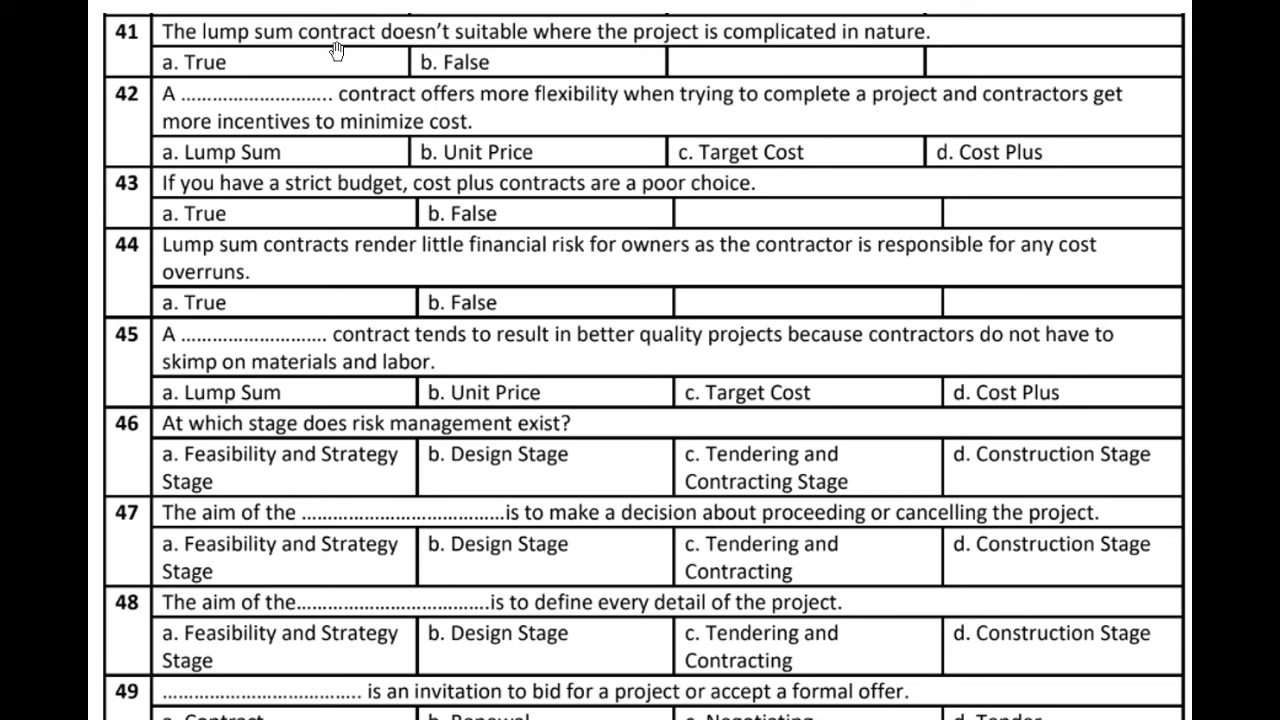 41 The lump sum contract doesn’t suitable where the project is complicated in nature.
a. True b. False
42 A ………………………... contract offers more flexibility when trying to complete a project and contractors get
more incentives to minimize cost.
a. Lump Sum b. Unit Price c. Target Cost d. Cost Plus
43 If you have a strict budget, cost plus contracts are a poor choice.
a. True b. False
44 Lump sum contracts render little financial risk for owners as the contractor is responsible for any cost
overruns.
a. True b. False
45 A ………………………. contract tends to result in better quality projects because contractors do not have to
skimp on materials and labor.
a. Lump Sum b. Unit Price c. Target Cost d. Cost Plus
46 At which stage does risk management exist?
a. Feasibility and Strategy b. Design Stage c. Tendering and d. Construction Stage
Stage Contracting Stage
47 The aim of the …………………………………is to make a decision about proceeding or cancelling the project.
a. Feasibility and Strategy b. Design Stage c. Tendering and d. Construction Stage
Stage Contracting
48 The aim of the……………………………….is to define every detail of the project.
a. Feasibility and Strategy b. Design Stage c. Tendering and d. Construction Stage
Stage Contracting
49 ……………………………….. is an invitation to bid for a project or accept a formal offer.
a. Contract b. Renewal c. Negotiating d. Tender